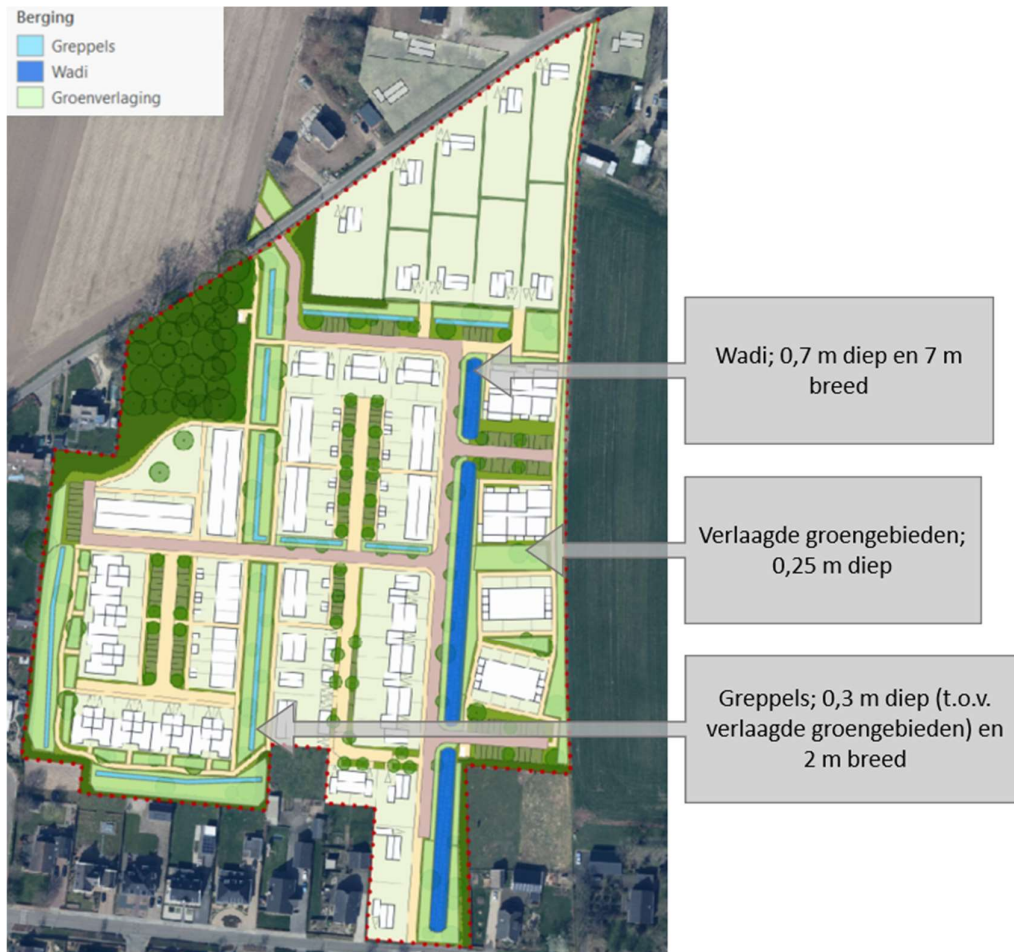 Berging
Greppels
Wadi
Groenverlaging
Wadi; 0,7 m diep en 7 m
breed
Verlaagde groengebieden;
0,25 m diep
Greppels; 0,3 m diep (t.o.v.
verlaagde groengebieden) en
2 m breed